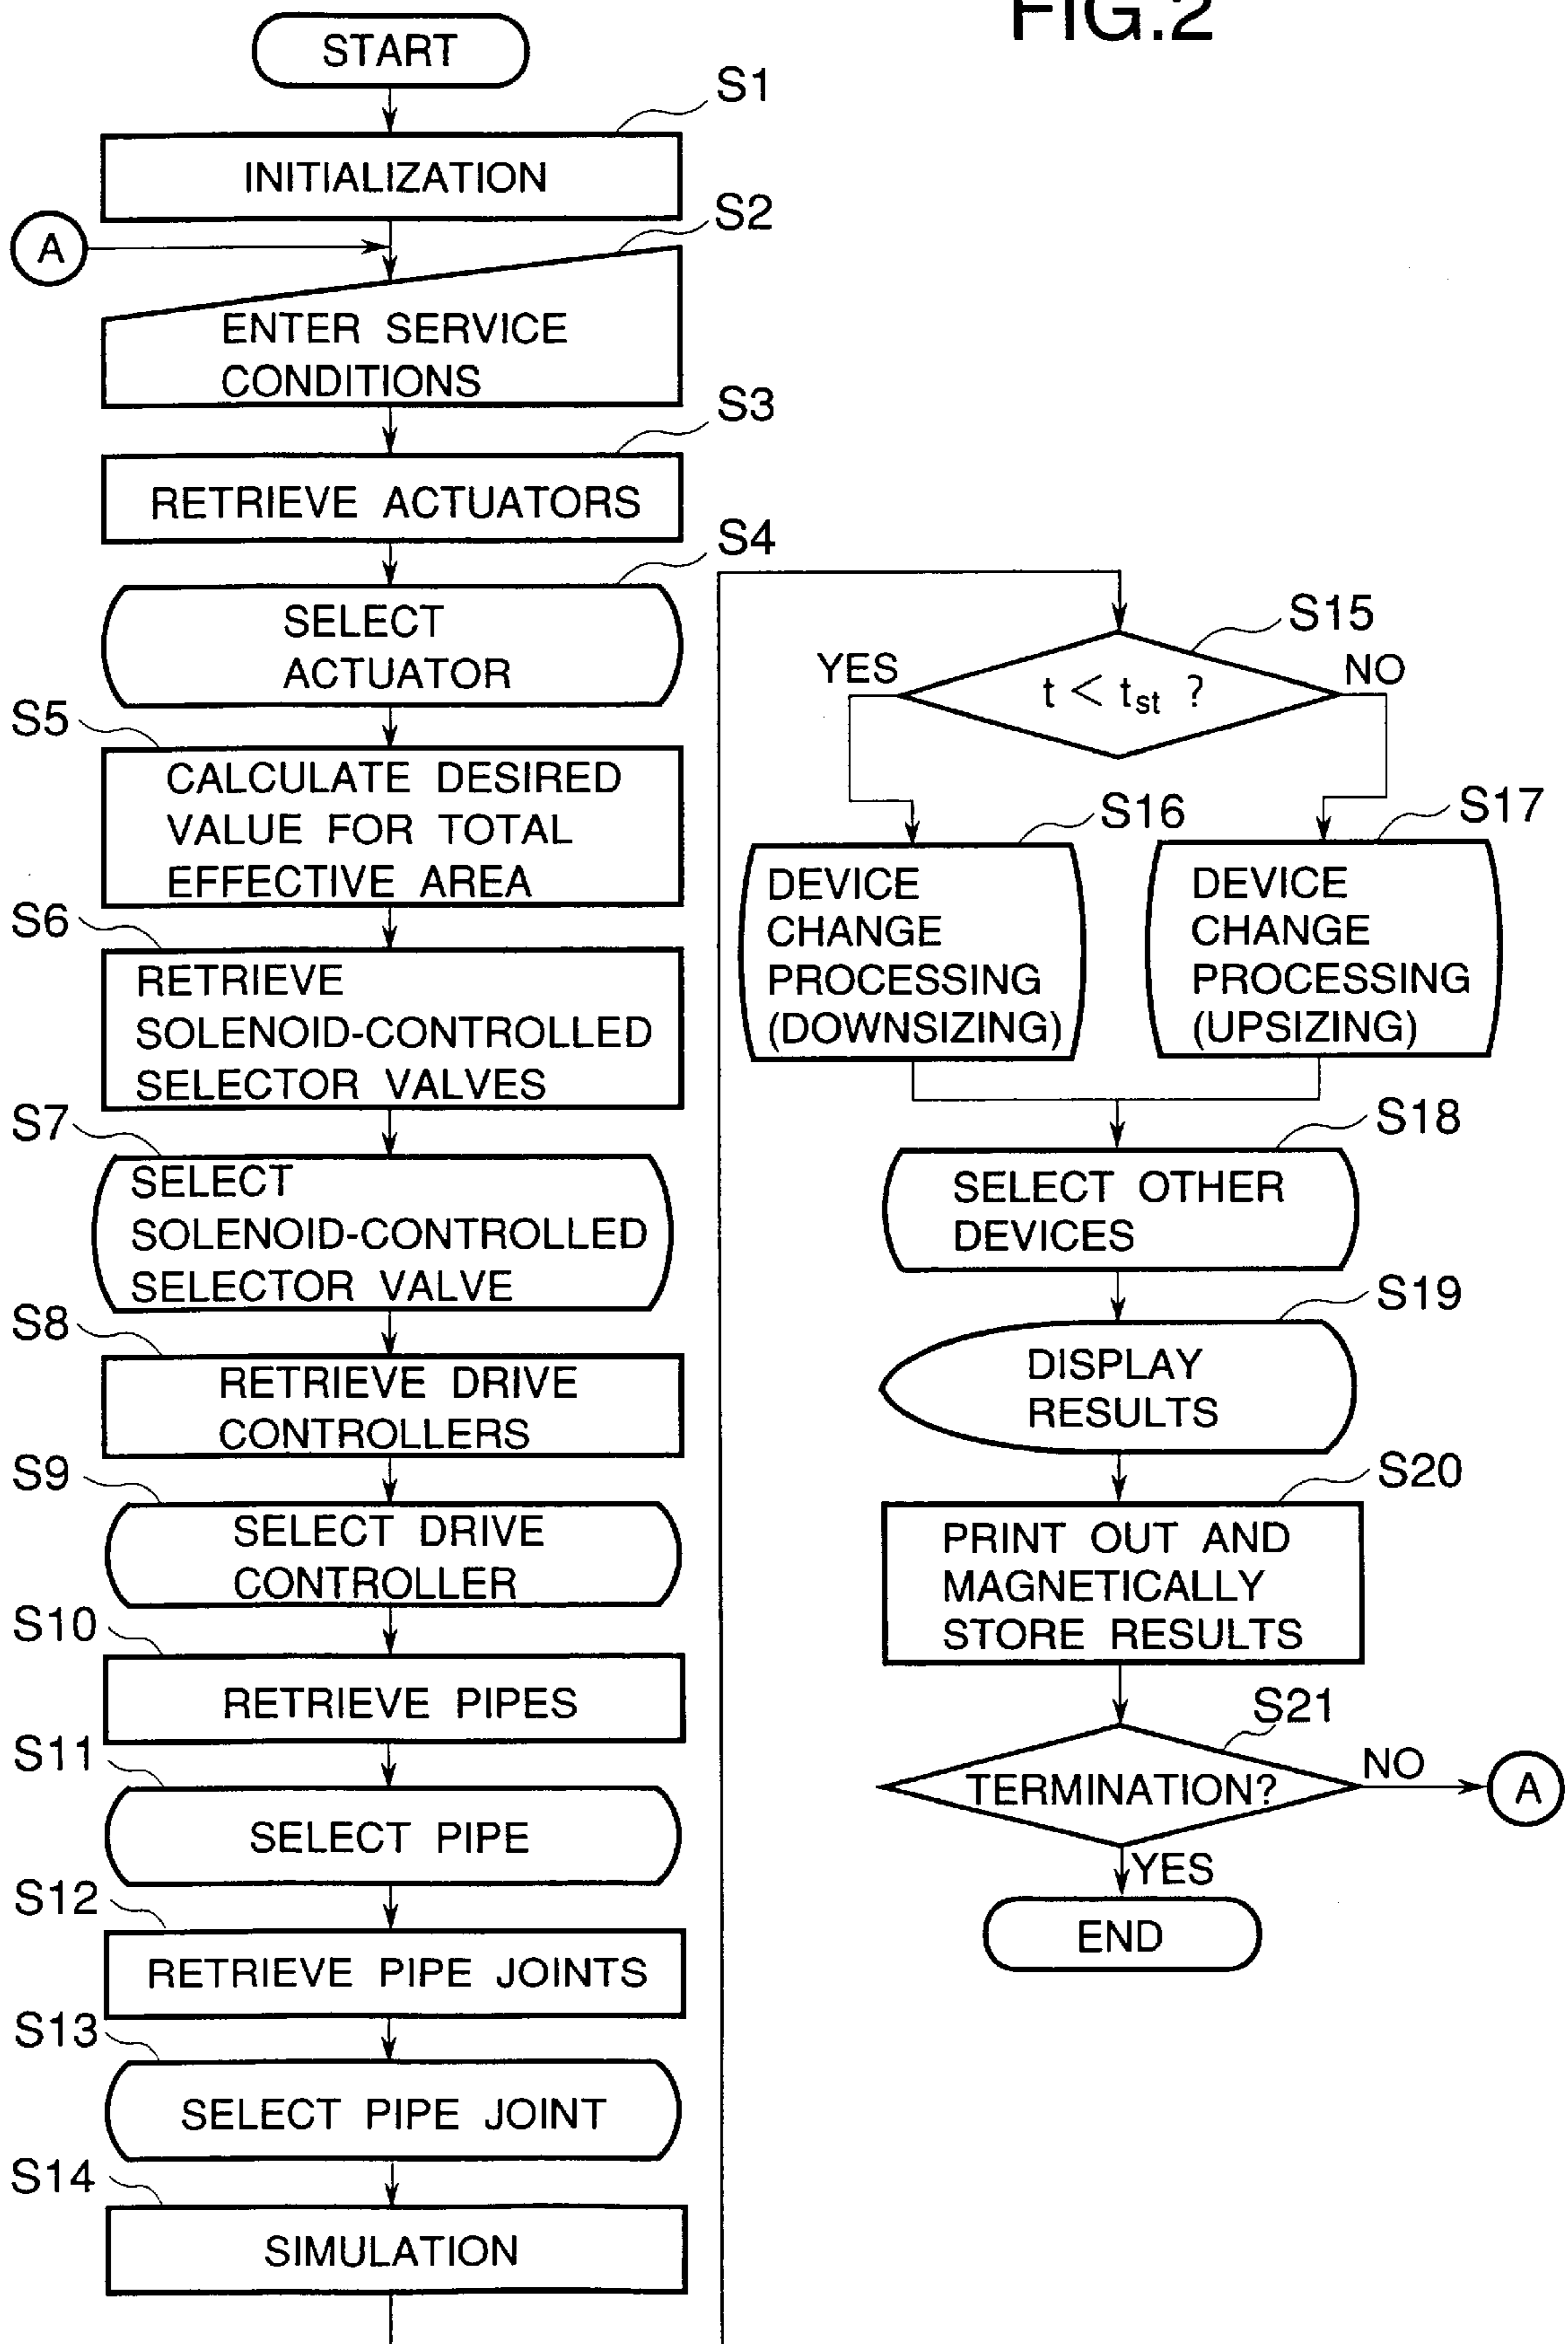 FIG.2
START
S1
INITIALIZATION
A
S2
ENTER SERVICE
CONDITIONS
S3
RETRIEVE ACTUATORS
S4
SELECT
ACTUATOR
S5
CALCULATE DESIRED
VALUE FOR TOTAL
EFFECTIVE AREA
S6
RETRIEVE
SOLENOID-CONTROLLED
SELECTOR VALVES
S7
SELECT
SOLENOID-CONTROLLED
SELECTOR VALVE
S8
RETRIEVE DRIVE
CONTROLLERS
S9
SELECT DRIVE
CONTROLLER
S10
RETRIEVE PIPES
S11
SELECT PIPE
S12
RETRIEVE PIPE JOINTS
S13
SELECT PIPE JOINT
S14
SIMULATION
S15
YES
t < tst ?
NO
S16
DEVICE
CHANGE
PROCESSING
(DOWNSIZING)
S17
DEVICE
CHANGE
PROCESSING
(UPSIZING)
S18
SELECT OTHER
DEVICES
S19
DISPLAY
RESULTS
S20
PRINT OUT AND
MAGNETICALLY
STORE RESULTS
S21
TERMINATION?
NO
A
YES
END